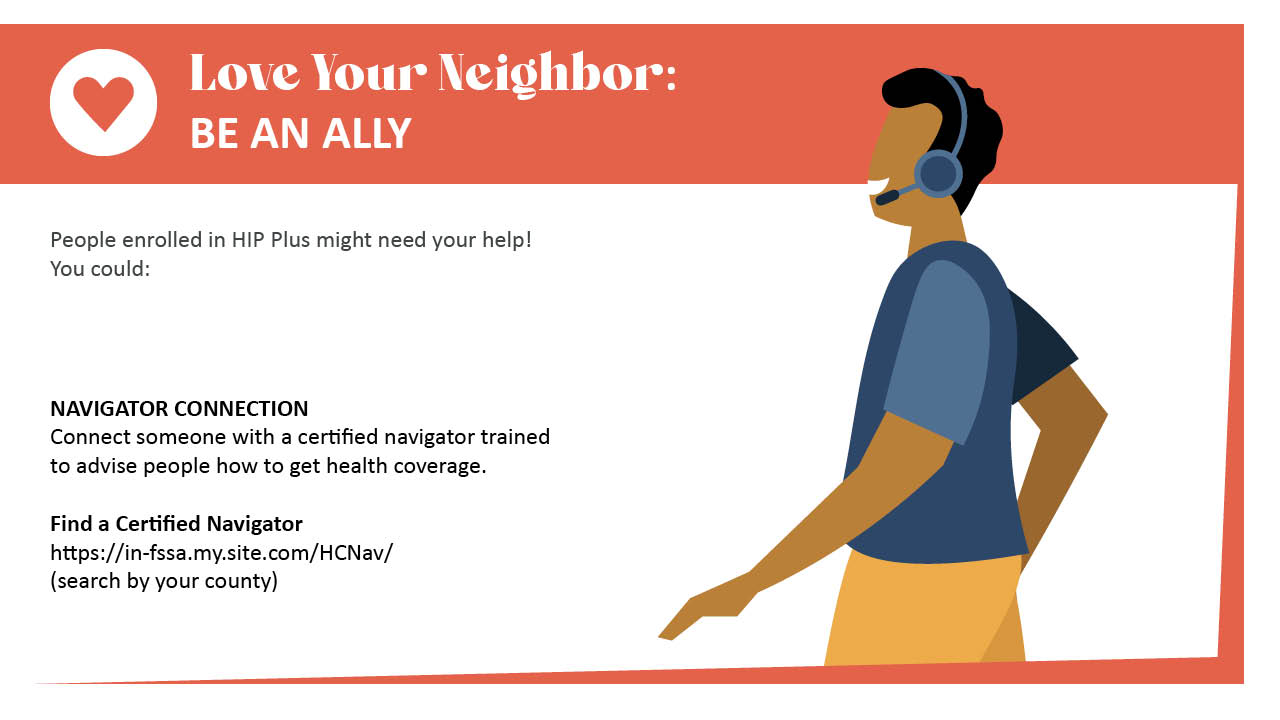 Love Your Neighbor:
BE AN ALLY
People enrolled in HIP Plus might need your help!
You could:
NAVIGATOR CONNECTION
Connect someone with a certified navigator trained
to advise people how to get health coverage.
Find a Certified Navigator
https://in-fssa.my.site.com/HCNav/
(search by your county)